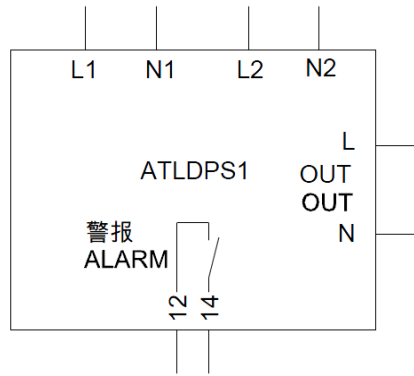 L1 N1 L2 N2
L
ATLDPS1 OUT
OUT
警报 N
ALARM
12 14